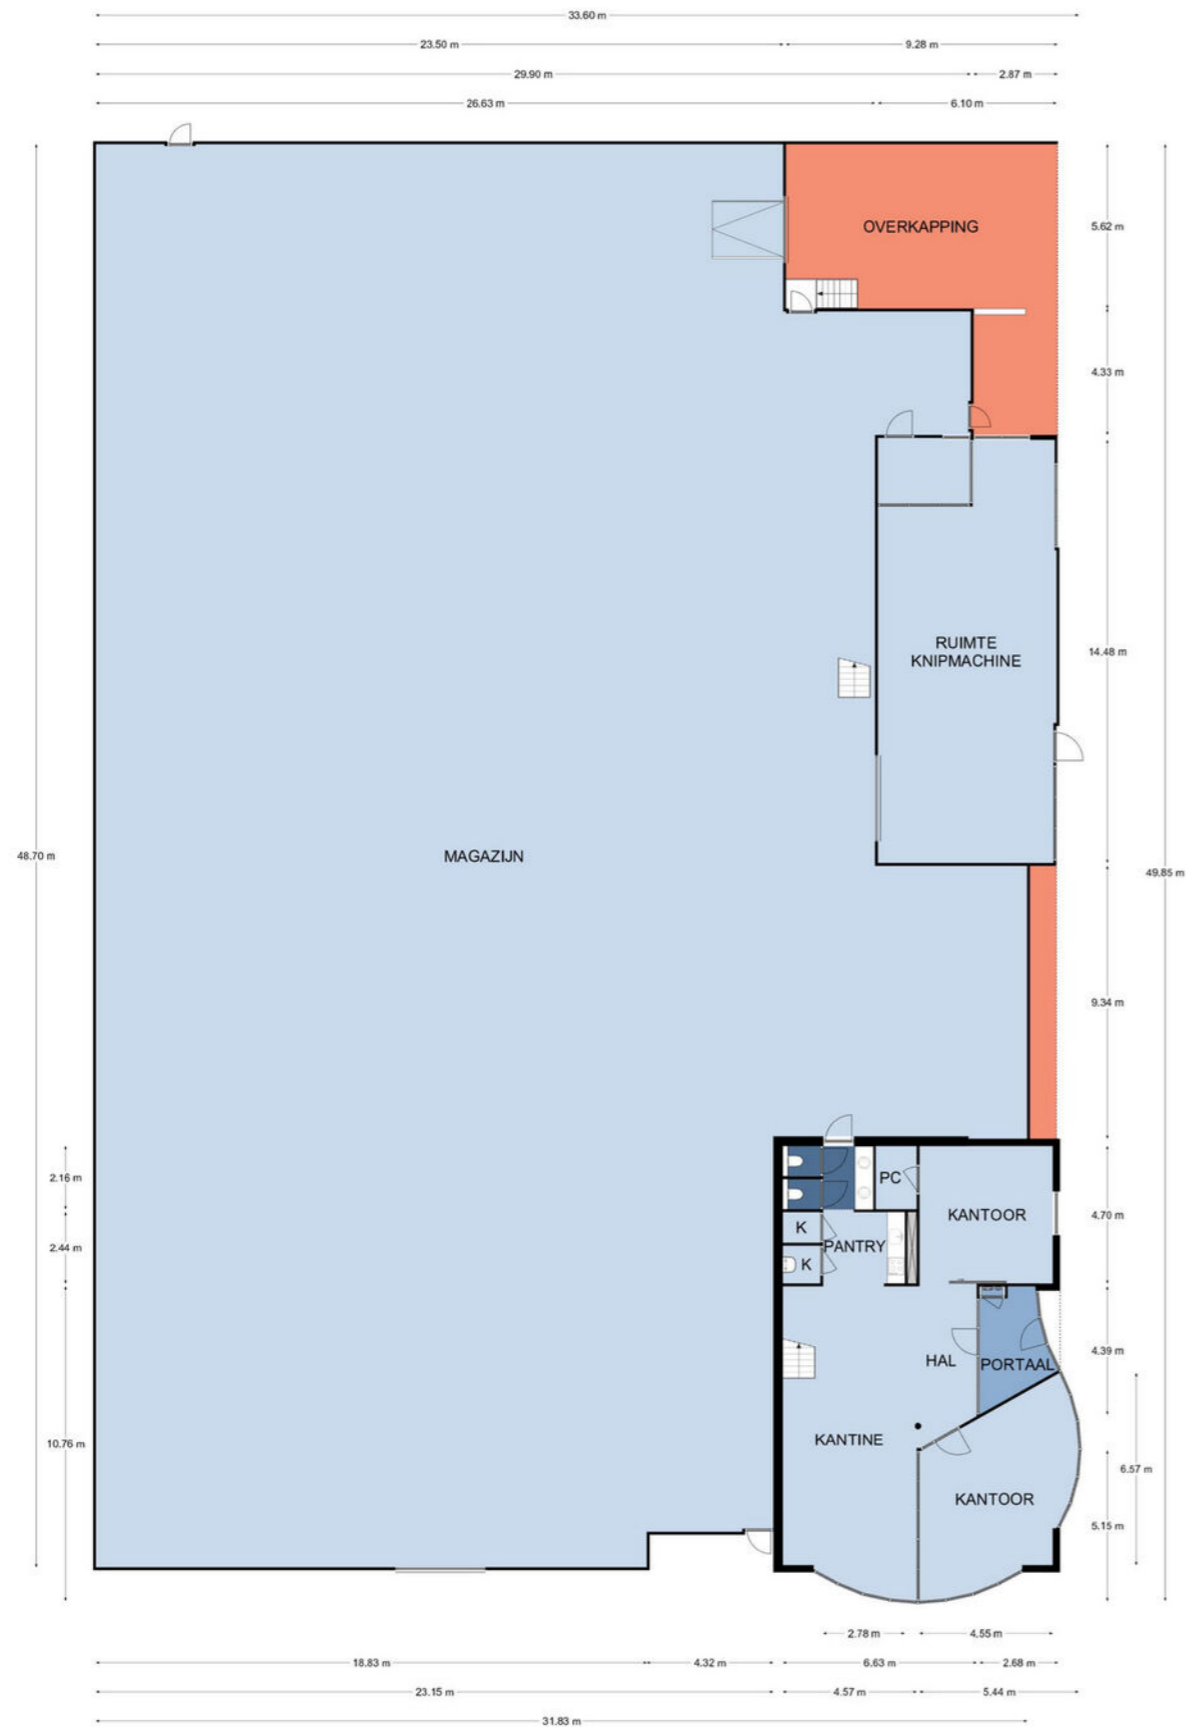 33.60 m
23.50 m
9.28 m
29.90 m
2.87 m
26.63 m
6.10 m
OVERKAPPING
5.62 m
4.33 m
RUIMTE
KNIPMACHINE
14.48 m
MAGAZIJN
48.70 m
49.85 m
9.34 m
2.16 m
PC
KANTOOR
4.70 m
K
PANTRY
2.44 m
K
HAL
PORTAAL
4.39 m
KANTINE
10.76 m
6.57 m
KANTOOR
5.15 m
2.78 m
4.55 m
18.83 m
4.32 m
6.63 m
2.68 m
23.15 m
4.57 m
5.44 m
31.83 m